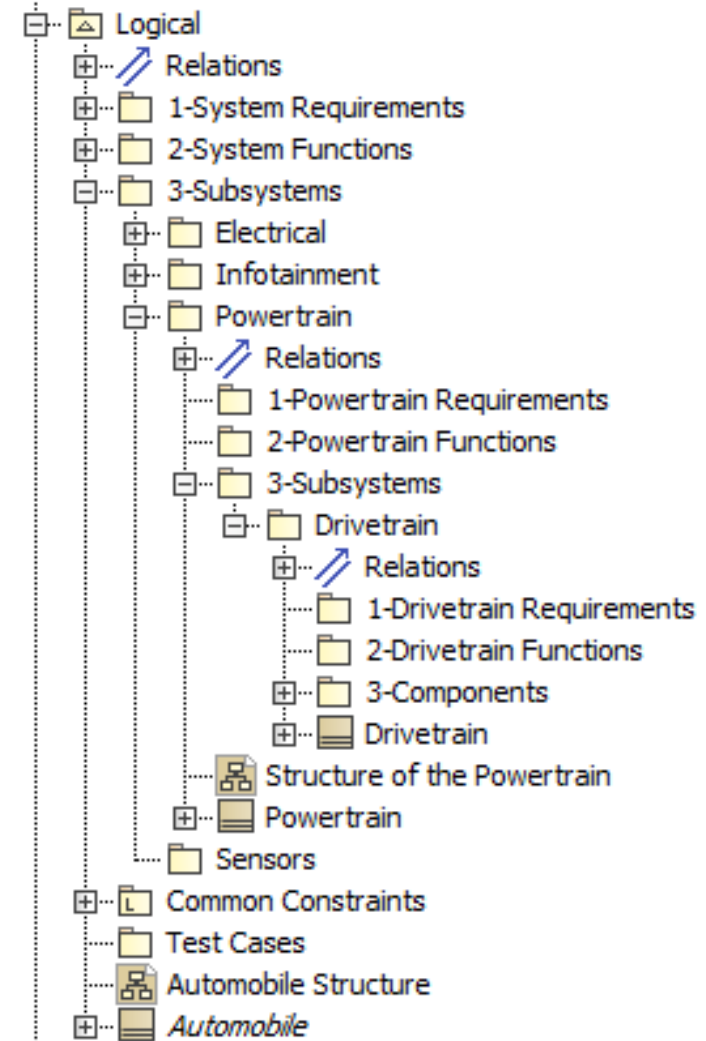 Logical
Relations
1-System Requirements
2-System Functions
3-Subsystems
Electrical
Infotainment
Powertrain
Relations
1-Powertrain Requirements
2-Powertrain Functions
3-Subsystems
Drivetrain
Relations
1-Drivetrain Requirements
2-Drivetrain Functions
3-Components
Drivetrain
Structure of the Powertrain
Powertrain
Sensors
L Common Constraints
Test Cases
Automobile Structure
Automobile